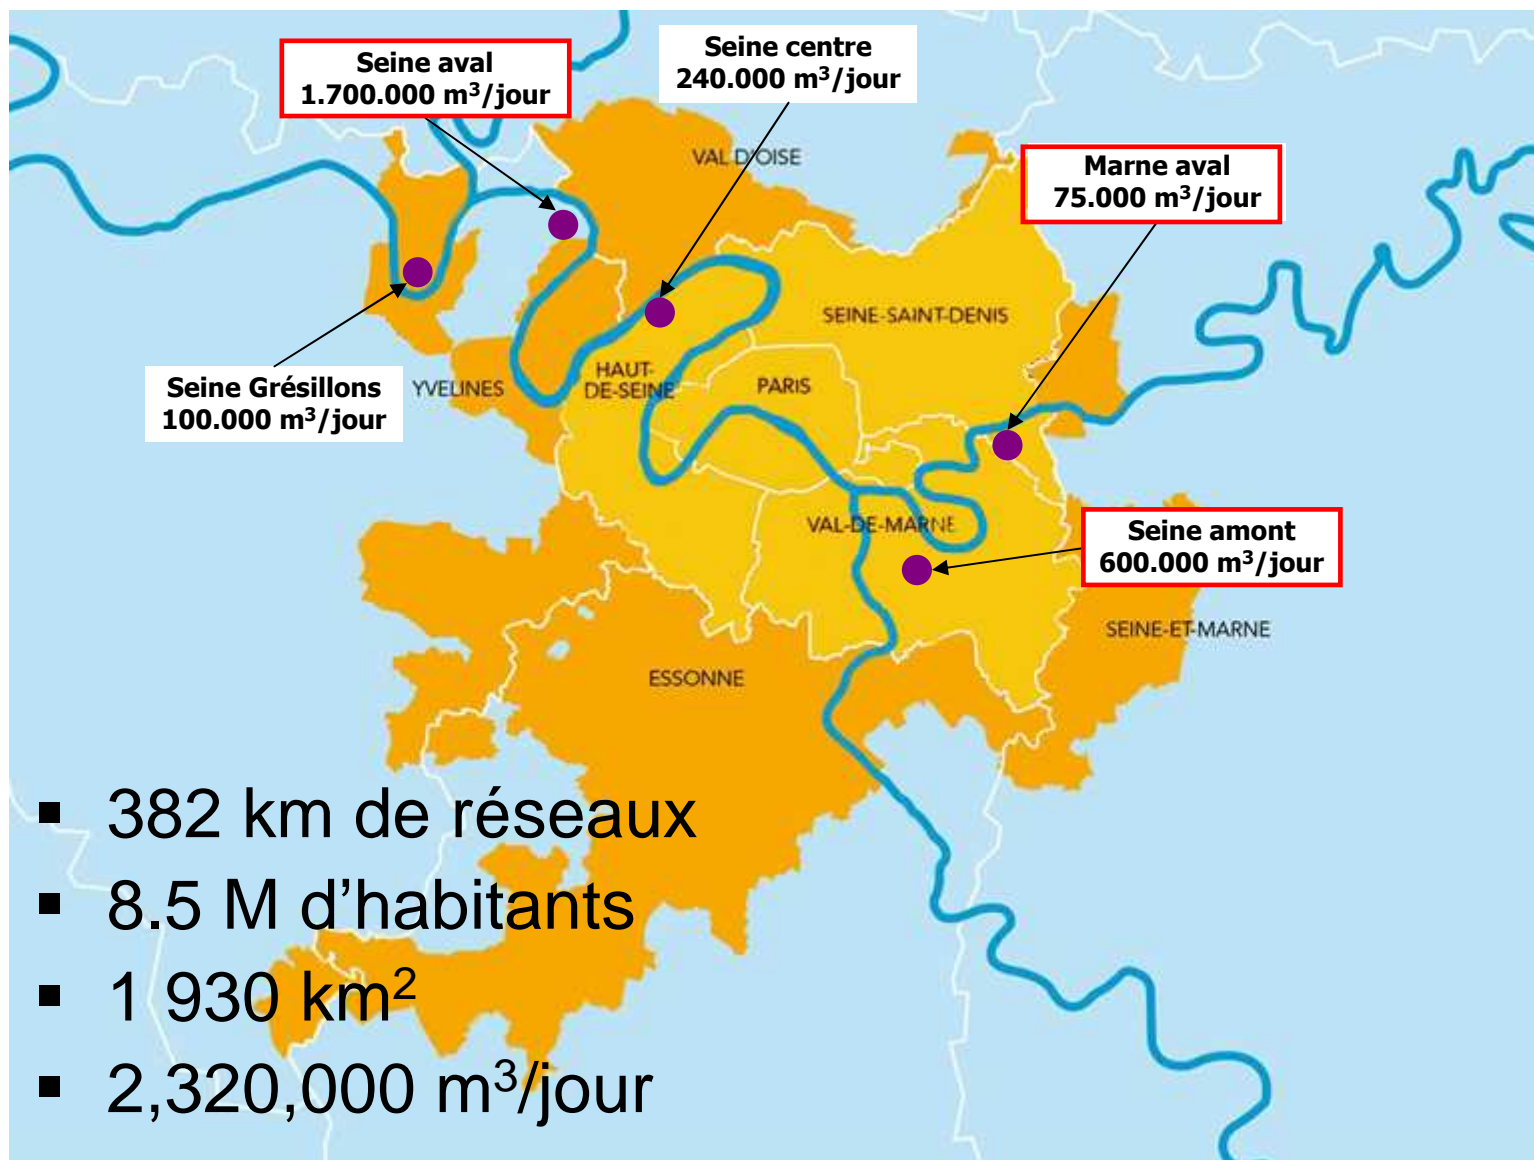 Seine aval
1.700.000 m³/jour
Seine centre
240.000 m³/jour
VAL D'OISE
Marne aval
75.000 m³/jour
SEINE-SAINT-DENIS
Seine Grésillons
100.000 m³/jour
YVELINES
HAUT-
DE-SEINE
PARIS
VAL-DE-MARNE
Seine amont
600.000 m³/jour
SEINE-ET-MARNE
ESSONNE
▪ 382 km de réseaux
▪ 8.5 M d’habitants
▪ 1 930 km²
▪ 2,320,000 m³/jour